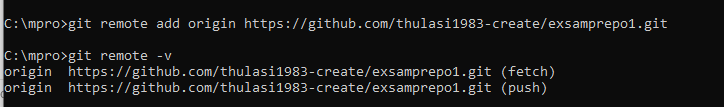 C:\mpro>git remote add origin https://github.com/thulasi1983-create/exsamprepo1.git
C:\mpro>git remote -v
origin  https://github.com/thulasi1983-create/exsamprepo1.git (fetch)
origin  https://github.com/thulasi1983-create/exsamprepo1.git (push)